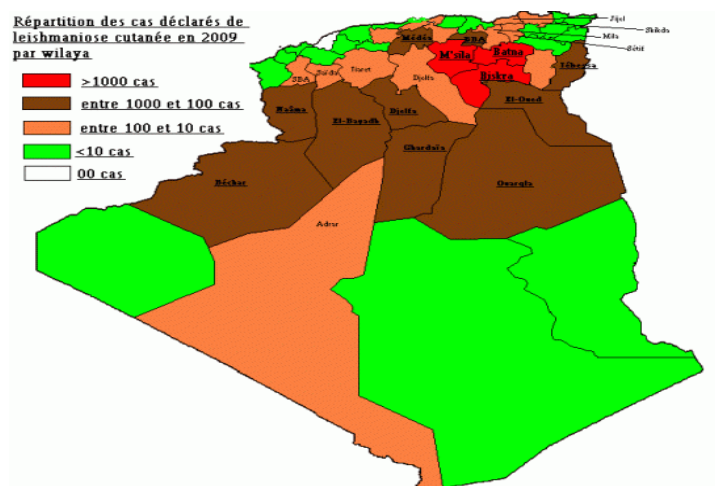 Répartition des cas déclarés de
leishmaniose cutanée en 2009
par wilaya
>1000 cas
entre 1000 et 100 cas
entre 100 et 10 cas
<10 cas
00 cas
Jijel
Skikda
Mila
Sétif
Médéa
BBA
M'sila
Batna
Tébessa
SBA
Saïda
Tiaret
Djelfa
Biskra
El-Oued
Naâma
El-Bayadh
Djelfa
Ghardaïa
Béchar
Ouargla
Adrar